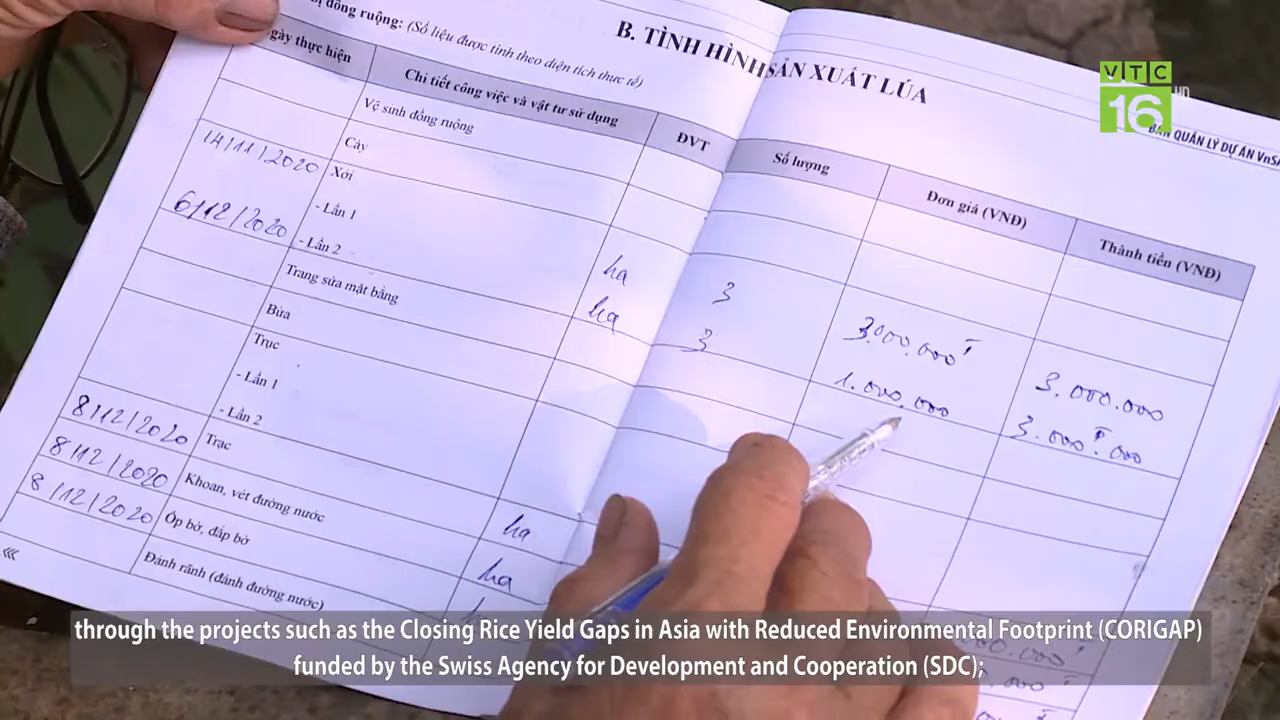 VTC
16
HD
B. TÌNH HÌNH SẢN XUẤT LÚA
BAN QUẢN LÝ DỰ ÁN VnSA
bị đồng ruộng: (Số liệu được tính theo diện tích thực tế)
gày thực hiện Chi tiết công việc và vật tư sử dụng ĐVT Số lượng Đơn giá (VNĐ) Thành tiền (VNĐ)
Vệ sinh đồng ruộng
Cày
14/11/2020 Xới
- Lần 1 ha 3 3.000.000 3.000.000
6/12/2020 - Lần 2 ha 3 1.000.000 3.000.000
Trang sửa mặt bằng
Bừa
Trục
- Lần 1
- Lần 2
8/12/2020 Trạc ha
8/12/2020 Khoan, vét đường nước ha
8/12/2020 Ốp bờ, đắp bờ
Đánh rãnh (đánh đường nước)
through the projects such as the Closing Rice Yield Gaps in Asia with Reduced Environmental Footprint (CORIGAP)
funded by the Swiss Agency for Development and Cooperation (SDC);